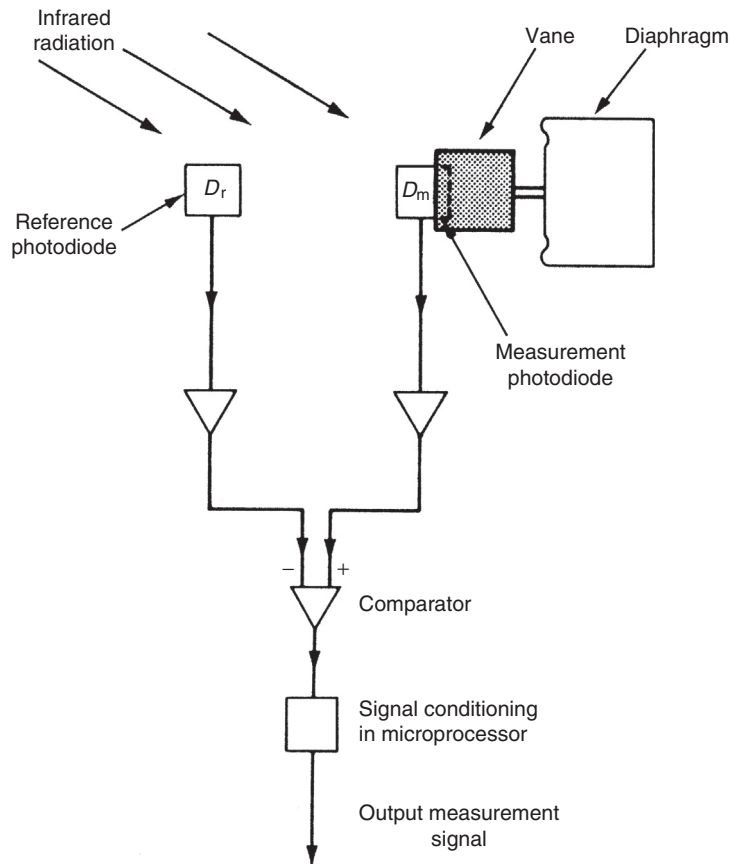 Infrared
radiation
Vane
Diaphragm
Dr
Dm
Reference
photodiode
Measurement
photodiode
− +
Comparator
Signal conditioning
in microprocessor
Output measurement
signal